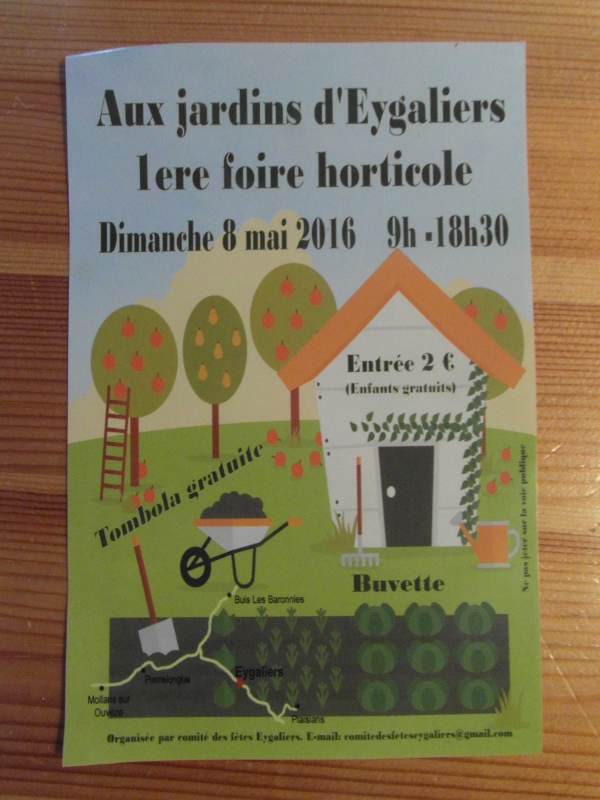 Aux jardins d'Eygaliers
1ere foire horticole
Dimanche 8 mai 2016 9h -18h30
Entrée 2 €
(Enfants gratuits)
Tombola gratuite
Ne pas jeter sur la voie publique
Buvette
Buis Les Baronnies
Eygaliers
Pierrelongue
Mollans sur
Ouvèze
Plaisians
Organisée par comité des fêtes Eygaliers. E-mail: comitedesfeteseygaliers@gmail.com